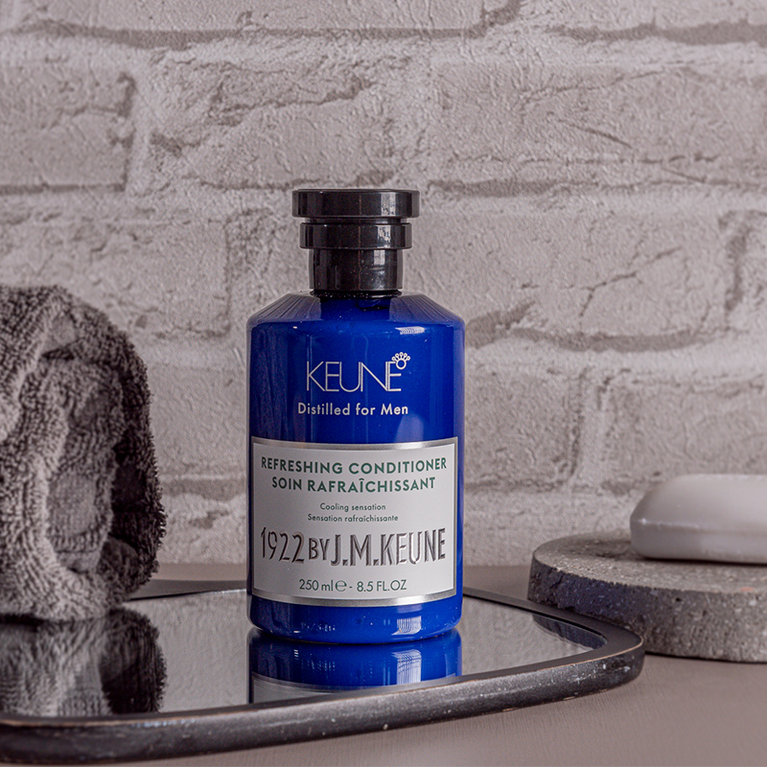 KEUNE
Distilled for Men
REFRESHING CONDITIONER
SOIN RAFRAÎCHISSANT
Cooling sensation
Sensation rafraîchissante
1922 BY J.M.KEUNE
250 ml ℮ - 8.5 FL.OZ